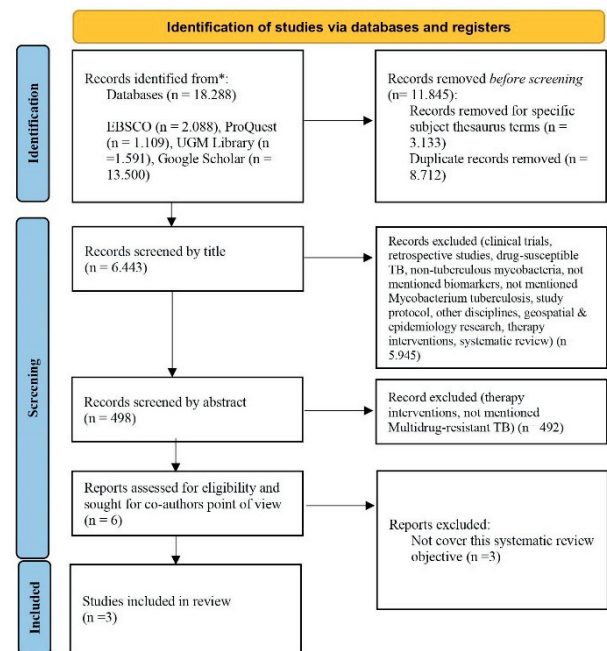 Identification of studies via databases and registers
Identification
Records identified from*:
Databases (n = 18.288)
EBSCO (n = 2.088), ProQuest
(n = 1.109), UGM Library (n
=1.591), Google Scholar (n =
13.500)
Records removed before screening
(n= 11.845):
Records removed for specific
subject thesaurus terms (n =
3.133)
Duplicate records removed (n =
8.712)
Screening
Records screened by title
(n = 6.443)
Records excluded (clinical trials,
retrospective studies, drug-susceptible
TB, non-tuberculous mycobacteria, not
mentioned biomarkers, not mentioned
Mycobacterium tuberculosis, study
protocol, other disciplines, geospatial &
epidemiology research, therapy
interventions, systematic review) (n
5.945)
Records screened by abstract
(n = 498)
Record excluded (therapy
interventions, not mentioned
Multidrug-resistant TB) (n 492)
Reports assessed for eligibility and
sought for co-authors point of view
(n = 6)
Reports excluded:
Not cover this systematic review
objective (n =3)
Included
Studies included in review
(n =3)